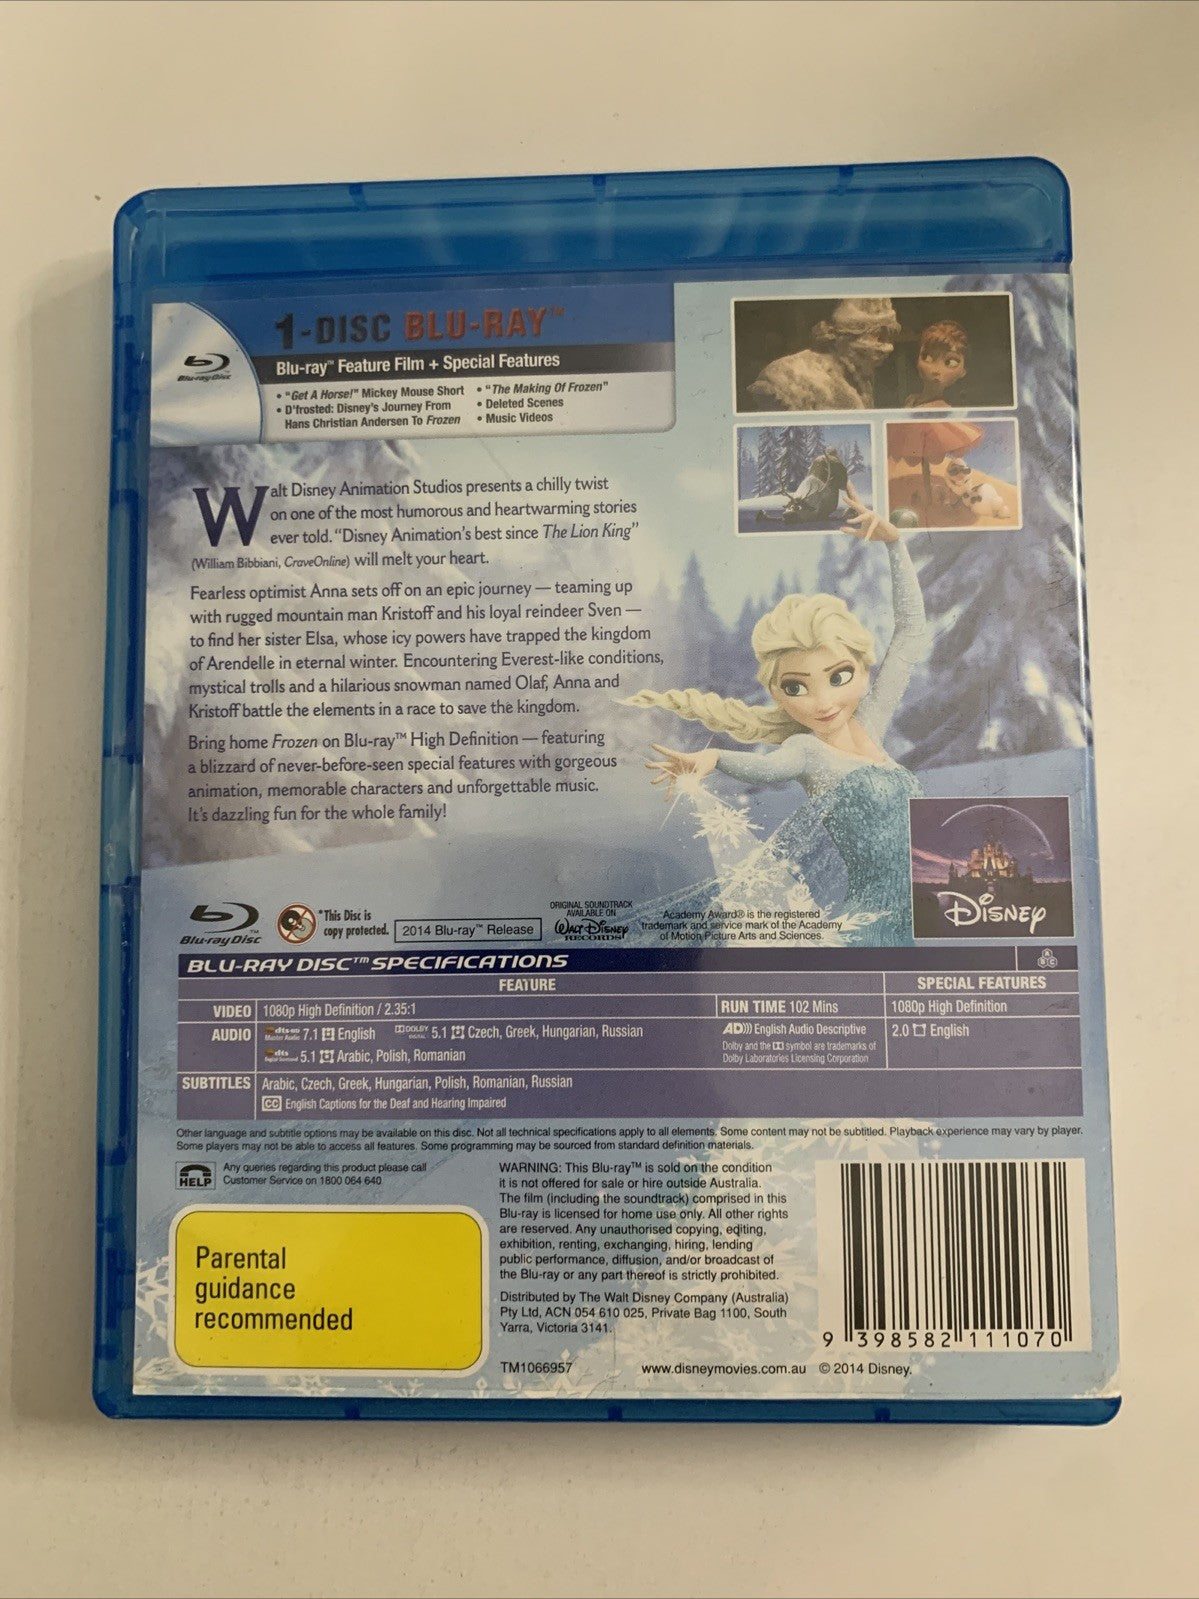 1-DISC BLU-RAY™
Blu-ray™ Feature Film + Special Features
Blu-ray Disc
• "Get A Horse!" Mickey Mouse Short
• D'frosted: Disney's Journey From
Hans Christian Andersen To Frozen
• "The Making Of Frozen"
• Deleted Scenes
• Music Videos
Walt Disney Animation Studios presents a chilly twist
on one of the most humorous and heartwarming stories
ever told. "Disney Animation's best since The Lion King"
(William Bibbiani, CraveOnline) will melt your heart.
Fearless optimist Anna sets off on an epic journey — teaming up
with rugged mountain man Kristoff and his loyal reindeer Sven —
to find her sister Elsa, whose icy powers have trapped the kingdom
of Arendelle in eternal winter. Encountering Everest-like conditions,
mystical trolls and a hilarious snowman named Olaf, Anna and
Kristoff battle the elements in a race to save the kingdom.
Bring home Frozen on Blu-ray™ High Definition — featuring
a blizzard of never-before-seen special features with gorgeous
animation, memorable characters and unforgettable music.
It's dazzling fun for the whole family!
Disney
Blu-ray Disc™
*This Disc is
copy protected.
2014 Blu-ray™ Release
ORIGINAL SOUNDTRACK
AVAILABLE ON
WALT DISNEY
RECORDS
Academy Award® is the registered
trademark and service mark of the Academy
of Motion Picture Arts and Sciences.
BLU-RAY DISC™ SPECIFICATIONS
A
B C
FEATURE
SPECIAL FEATURES
VIDEO 1080p High Definition / 2.35:1
RUN TIME 102 Mins
1080p High Definition
AUDIO dts-HD Master Audio 7.1 English DOLBY DIGITAL 5.1 Czech, Greek, Hungarian, Russian
dts Digital Surround 5.1 Arabic, Polish, Romanian
AD))) English Audio Descriptive
Dolby and the symbol are trademarks of
Dolby Laboratories Licensing Corporation
2.0 English
SUBTITLES Arabic, Czech, Greek, Hungarian, Polish, Romanian, Russian
CC English Captions for the Deaf and Hearing Impaired
Other language and subtitle options may be available on this disc. Not all technical specifications apply to all elements. Some content may not be subtitled. Playback experience may vary by player.
Some players may not be able to access all features. Some programming may be sourced from standard definition materials.
HELP
Any queries regarding this product please call
Customer Service on 1800 064 640
Parental
guidance
recommended
WARNING: This Blu-ray™ is sold on the condition
it is not offered for sale or hire outside Australia.
The film (including the soundtrack) comprised in this
Blu-ray is licensed for home use only. All other rights
are reserved. Any unauthorised copying, editing,
exhibition, renting, exchanging, hiring, lending
public performance, diffusion, and/or broadcast of
the Blu-ray or any part thereof is strictly prohibited.
Distributed by The Walt Disney Company (Australia)
Pty Ltd, ACN 054 610 025, Private Bag 1100, South
Yarra, Victoria 3141.
9 398582 111070
TM1066957
www.disneymovies.com.au © 2014 Disney.